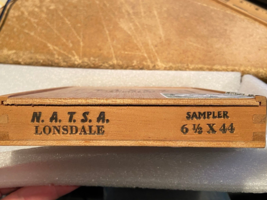 N. A. T. S. A. SAMPLER
LONSDALE 6 ½ X 44